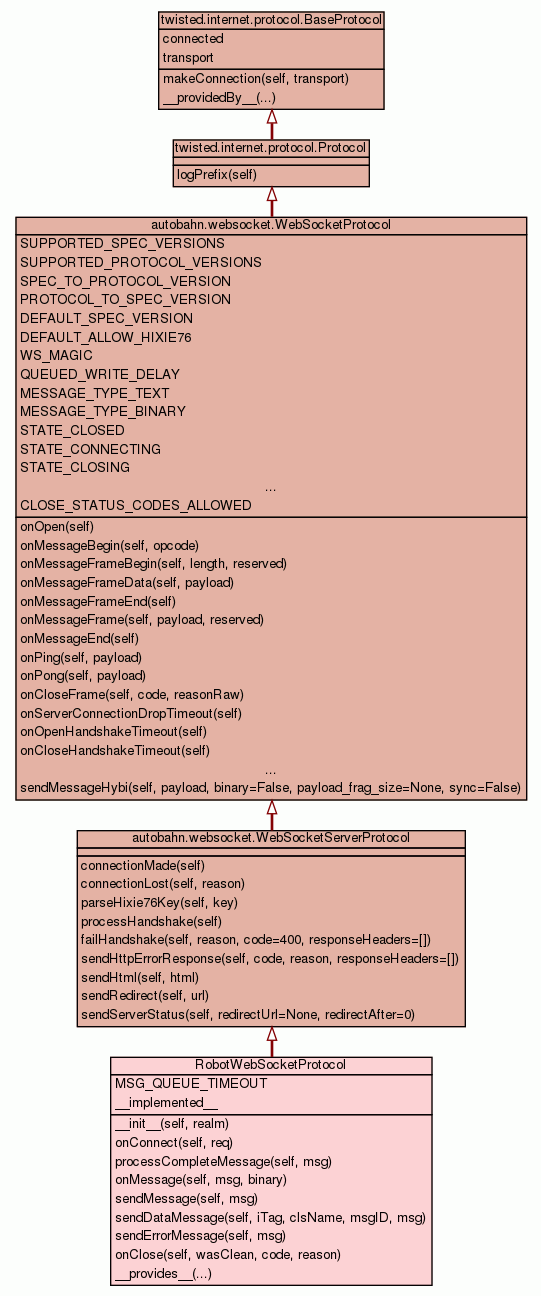 twisted.internet.protocol.BaseProtocol
connected
transport
makeConnection(self, transport)
__providedBy__(...)
twisted.internet.protocol.Protocol
logPrefix(self)
autobahn.websocket.WebSocketProtocol
SUPPORTED_SPEC_VERSIONS
SUPPORTED_PROTOCOL_VERSIONS
SPEC_TO_PROTOCOL_VERSION
PROTOCOL_TO_SPEC_VERSION
DEFAULT_SPEC_VERSION
DEFAULT_ALLOW_HIXIE76
WS_MAGIC
QUEUED_WRITE_DELAY
MESSAGE_TYPE_TEXT
MESSAGE_TYPE_BINARY
STATE_CLOSED
STATE_CONNECTING
STATE_CLOSING
...
CLOSE_STATUS_CODES_ALLOWED
onOpen(self)
onMessageBegin(self, opcode)
onMessageFrameBegin(self, length, reserved)
onMessageFrameData(self, payload)
onMessageFrameEnd(self)
onMessageFrame(self, payload, reserved)
onMessageEnd(self)
onPing(self, payload)
onPong(self, payload)
onCloseFrame(self, code, reasonRaw)
onServerConnectionDropTimeout(self)
onOpenHandshakeTimeout(self)
onCloseHandshakeTimeout(self)
...
sendMessageHybi(self, payload, binary=False, payload_frag_size=None, sync=False)
autobahn.websocket.WebSocketServerProtocol
connectionMade(self)
connectionLost(self, reason)
parseHixie76Key(self, key)
processHandshake(self)
failHandshake(self, reason, code=400, responseHeaders=[])
sendHttpErrorResponse(self, code, reason, responseHeaders=[])
sendHtml(self, html)
sendRedirect(self, url)
sendServerStatus(self, redirectUrl=None, redirectAfter=0)
RobotWebSocketProtocol
MSG_QUEUE_TIMEOUT
__implemented__
__init__(self, realm)
onConnect(self, req)
processCompleteMessage(self, msg)
onMessage(self, msg, binary)
sendMessage(self, msg)
sendDataMessage(self, iTag, clsName, msgID, msg)
sendErrorMessage(self, msg)
onClose(self, wasClean, code, reason)
__provides__(...)